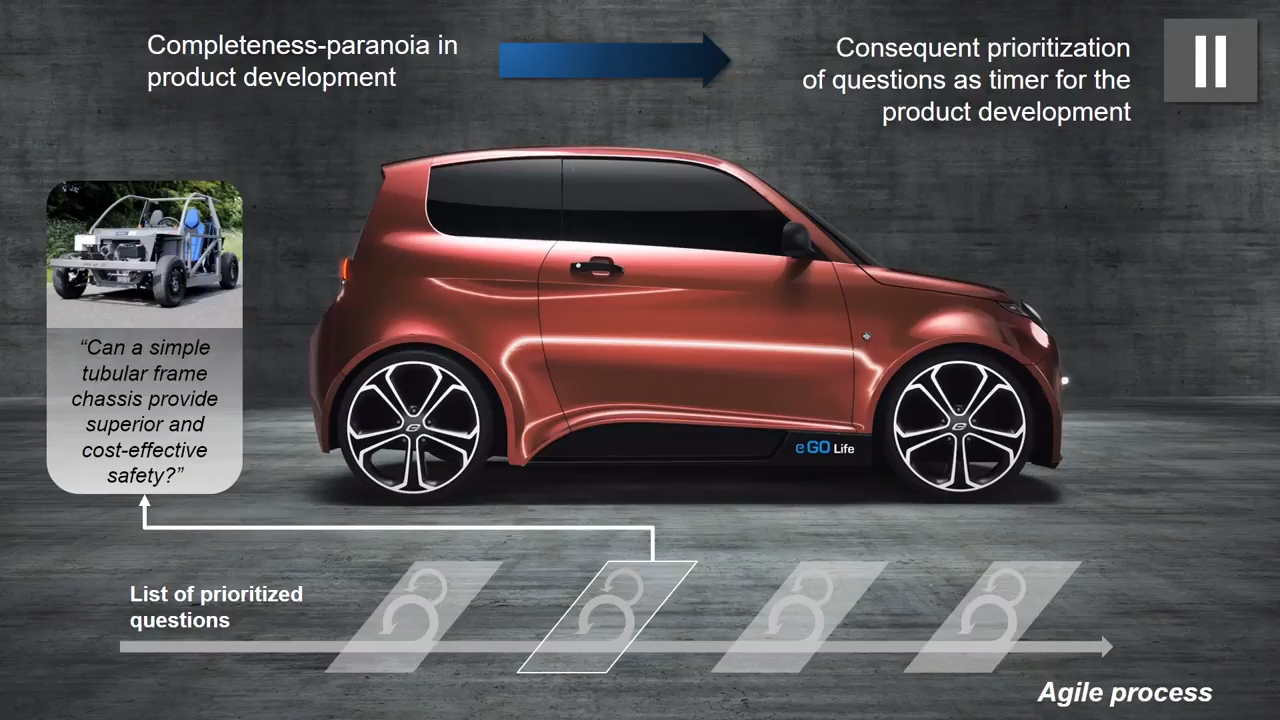 Completeness-paranoia in
product development
Consequent prioritization
of questions as timer for the
product development
“Can a simple
tubular frame
chassis provide
superior and
cost-effective
safety?”
e GO Life
List of prioritized
questions
Agile process